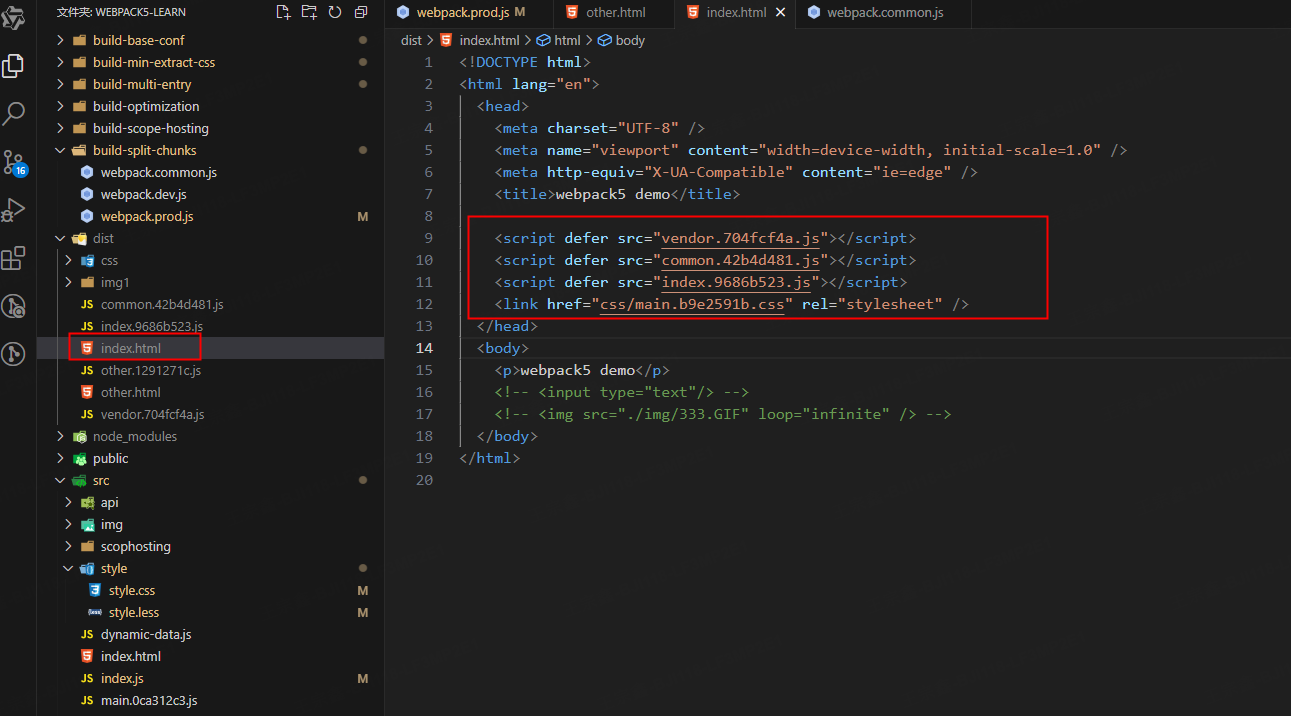 文件夹: WEBPACK5-LEARN
build-base-conf
build-min-extract-css
build-multi-entry
build-optimization
build-scope-hosting
build-split-chunks
webpack.common.js
webpack.dev.js
webpack.prod.js M
dist
css
img1
JS common.42b4d481.js
JS index.9686b523.js
index.html
JS other.1291271c.js
other.html
JS vendor.704fcf4a.js
node_modules
public
src
api
img
scophosting
style
style.css M
{less} style.less M
JS dynamic-data.js
index.html
JS index.js M
JS main.0ca312c3.js
16
webpack.prod.js M
other.html
index.html
webpack.common.js
dist > index.html > html > body
1 <!DOCTYPE html>
2 <html lang="en">
3 <head>
4 <meta charset="UTF-8" />
5 <meta name="viewport" content="width=device-width, initial-scale=1.0" />
6 <meta http-equiv="X-UA-Compatible" content="ie=edge" />
7 <title>webpack5 demo</title>
8
9 <script defer src="vendor.704fcf4a.js"></script>
10 <script defer src="common.42b4d481.js"></script>
11 <script defer src="index.9686b523.js"></script>
12 <link href="css/main.b9e2591b.css" rel="stylesheet" />
13 </head>
14 <body>
15 <p>webpack5 demo</p>
16 <!-- <input type="text"/> -->
17 <!-- <img src="./img/333.GIF" loop="infinite" /> -->
18 </body>
19 </html>
20